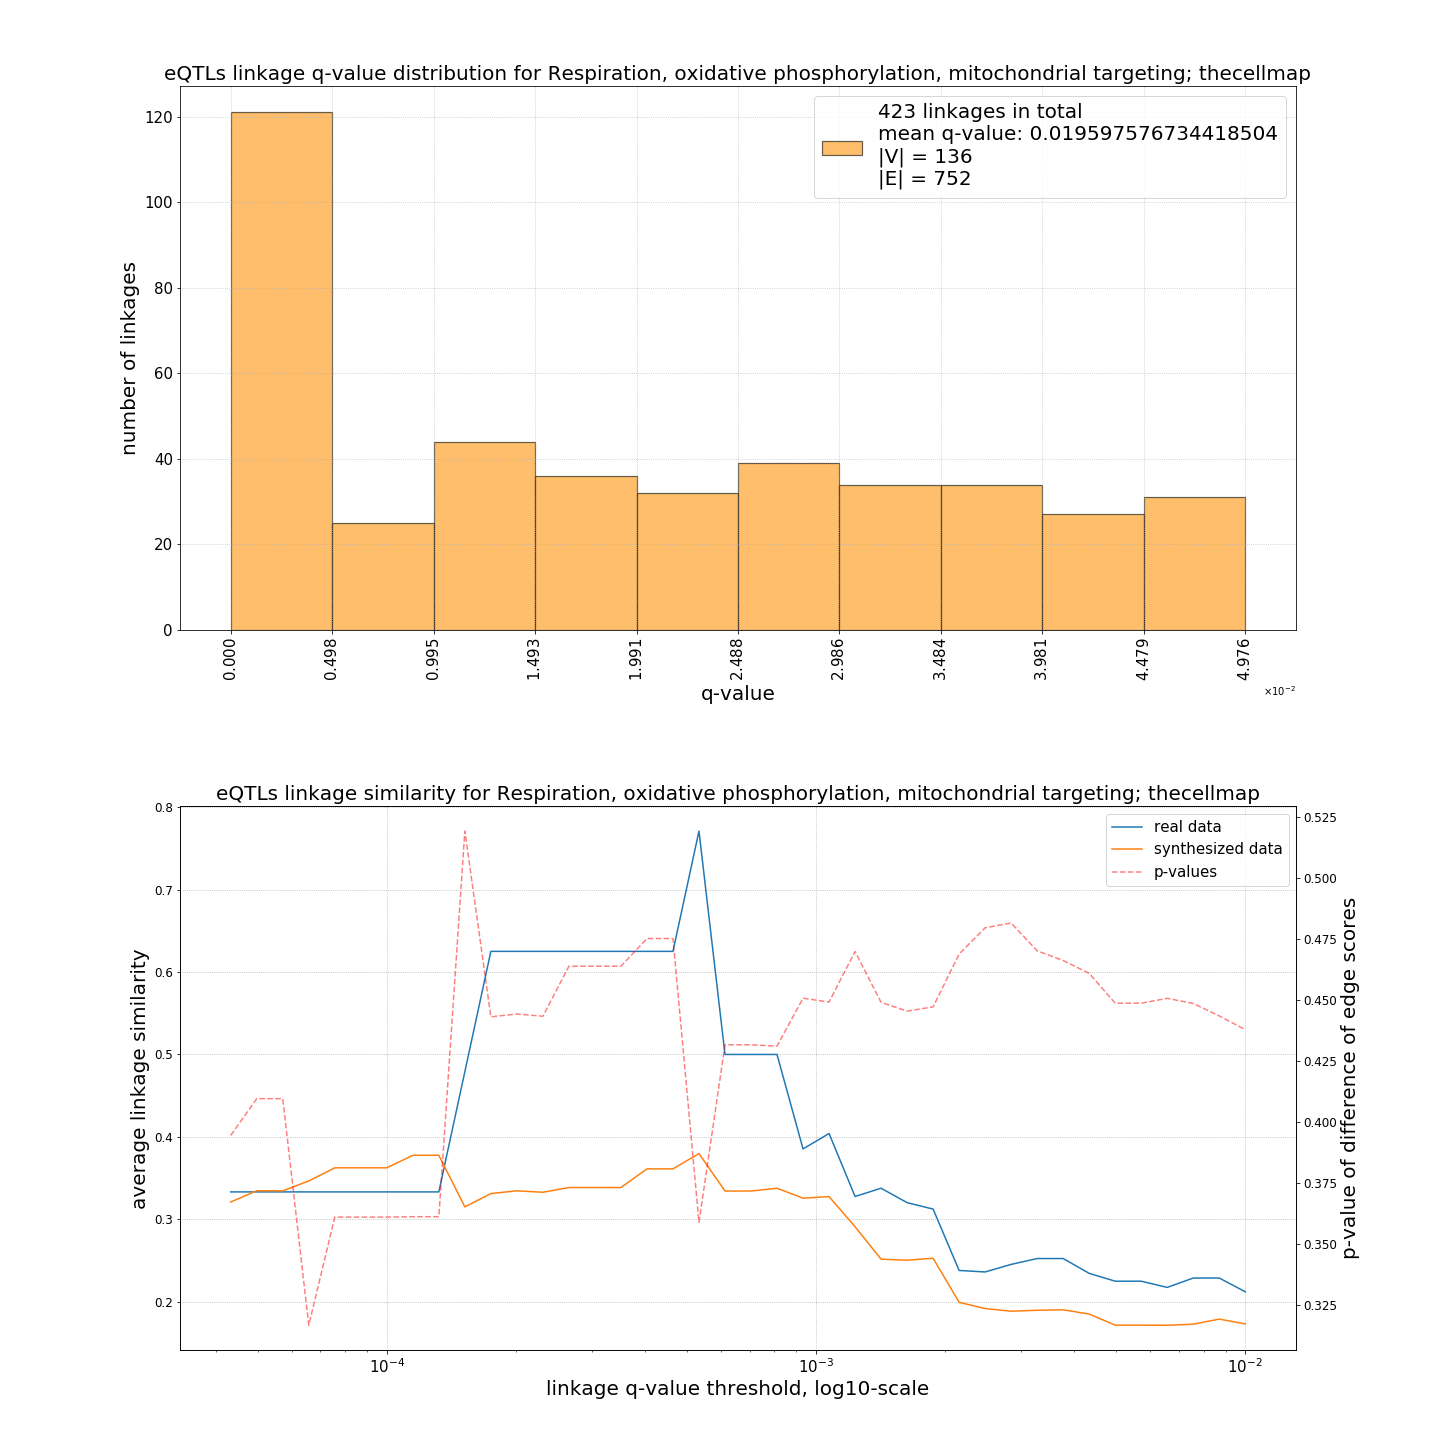 eQTLs linkage q-value distribution for Respiration, oxidative phosphorylation, mitochondrial targeting; thecellmap
423 linkages in total
mean q-value: 0.019597576734418504
|V| = 136
|E| = 752
number of linkages
120
100
80
60
40
20
0
0.000 0.498 0.995 1.493 1.991 2.488 2.986 3.484 3.981 4.479 4.976
×10⁻²
q-value
eQTLs linkage similarity for Respiration, oxidative phosphorylation, mitochondrial targeting; thecellmap
real data
synthesized data
p-values
average linkage similarity
0.8
0.7
0.6
0.5
0.4
0.3
0.2
0.525
0.500
0.475
0.450
0.425
0.400
0.375
0.350
0.325
p-value of difference of edge scores
10⁻⁴ 10⁻³ 10⁻²
linkage q-value threshold, log10-scale